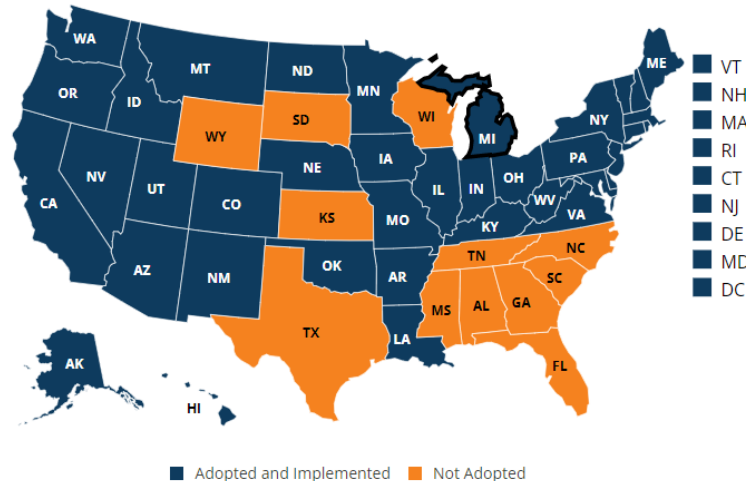 WA
ME
VT
MT
ND
MN
NH
OR
ID
WI
NY
MA
SD
MI
WY
RI
IA
PA
CT
NE
NV
OH
IL
IN
NJ
UT
CA
CO
WV
VA
DE
KS
MO
KY
MD
NC
TN
OK
AZ
NM
AR
SC
DC
MS
AL
GA
TX
LA
AK
FL
HI
Adopted and Implemented
Not Adopted